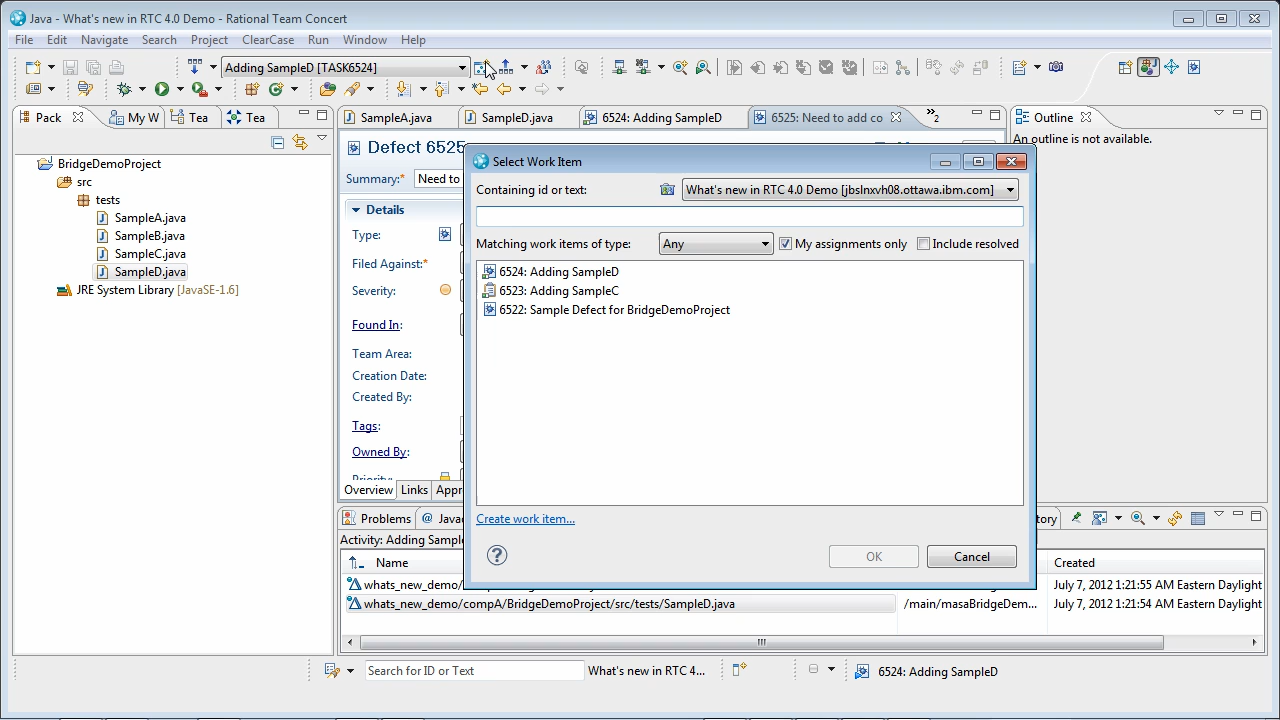 Java - What's new in RTC 4.0 Demo - Rational Team Concert
File Edit Navigate Search Project ClearCase Run Window Help
Adding SampleD [TASK6524]
Pack My W Tea Tea
SampleA.java SampleD.java 6524: Adding SampleD 6525: Need to add co »2
Outline
An outline is not available.
BridgeDemoProject
src
tests
SampleA.java
SampleB.java
SampleC.java
SampleD.java
JRE System Library [JavaSE-1.6]
Defect 6525
Summary:* Need to
Details
Type:
Filed Against:*
Severity:
Found In:
Team Area:
Creation Date:
Created By:
Tags:
Owned By:
Priority:
Overview Links Appr
Select Work Item
Containing id or text: What's new in RTC 4.0 Demo [jbslnxvh08.ottawa.ibm.com]
Matching work items of type: Any My assignments only Include resolved
6524: Adding SampleD
6523: Adding SampleC
6522: Sample Defect for BridgeDemoProject
Create work item...
OK Cancel
Problems @ Javac tory
Activity: Adding Sample
Name Created
whats_new_demo/ July 7, 2012 1:21:55 AM Eastern Daylight
whats_new_demo/compA/BridgeDemoProject/src/tests/SampleD.java /main/masaBridgeDem... July 7, 2012 1:21:54 AM Eastern Daylight
Search for ID or Text What's new in RTC 4... 6524: Adding SampleD